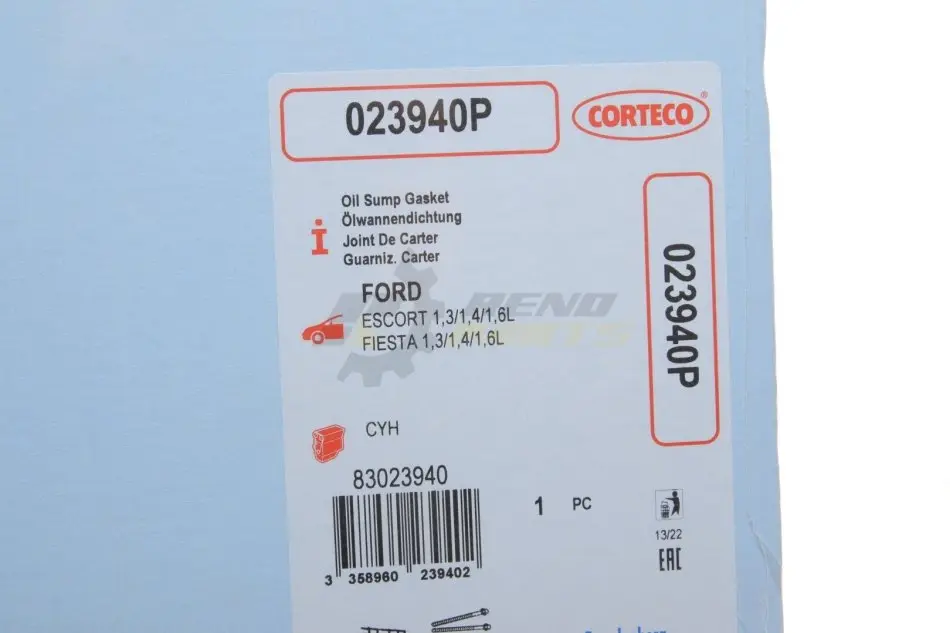 023940P
CORTECO®
Oil Sump Gasket
Ölwannendichtung
Joint De Carter
Guarniz. Carter
FORD
ESCORT 1,3/1,4/1,6L
FIESTA 1,3/1,4/1,6L
023940P
CYH
83023940
1 PC
13/22
EAC
3 358960 239402